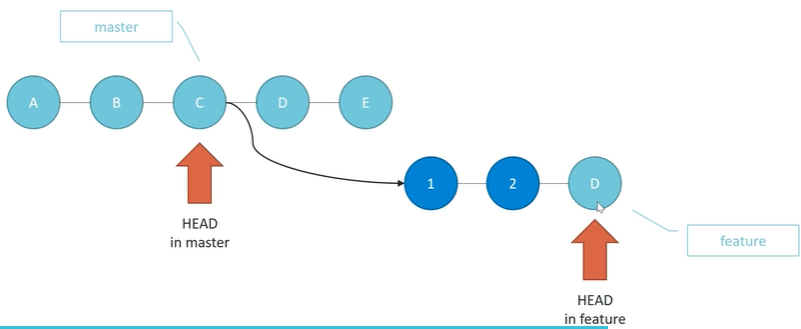 master
A
B
C
D
E
1
2
D
HEAD
in master
feature
HEAD
in feature